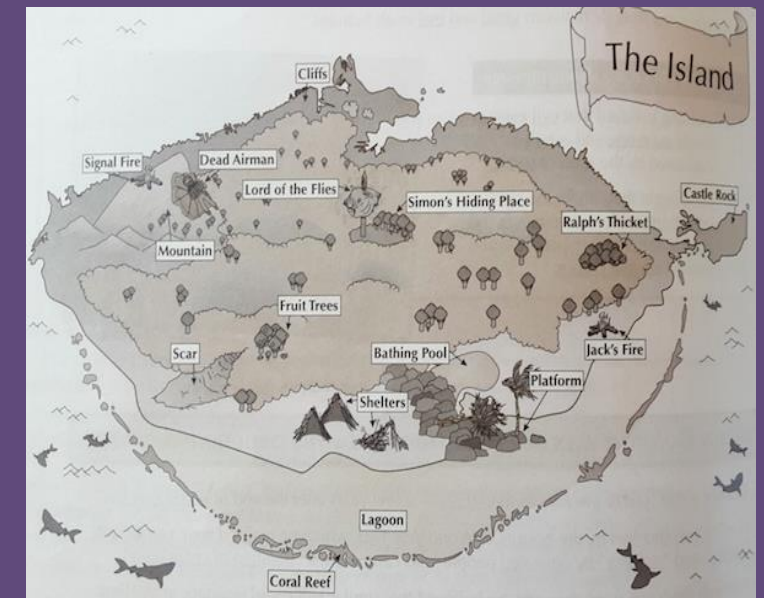 The Island
Cliffs
Signal Fire
Dead Airman
Lord of the Flies
Simon's Hiding Place
Castle Rock
Ralph's Thicket
Mountain
Fruit Trees
Scar
Bathing Pool
Jack's Fire
Platform
Shelters
Lagoon
Coral Reef